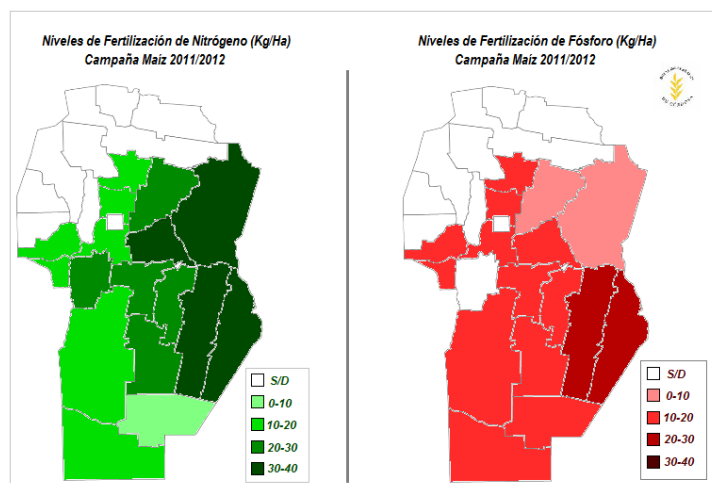 Niveles de Fertilización de Nitrógeno (Kg/Ha)
Campaña Maíz 2011/2012
S/D
0-10
10-20
20-30
30-40
Niveles de Fertilización de Fósforo (Kg/Ha)
Campaña Maíz 2011/2012
S/D
0-10
10-20
20-30
30-40